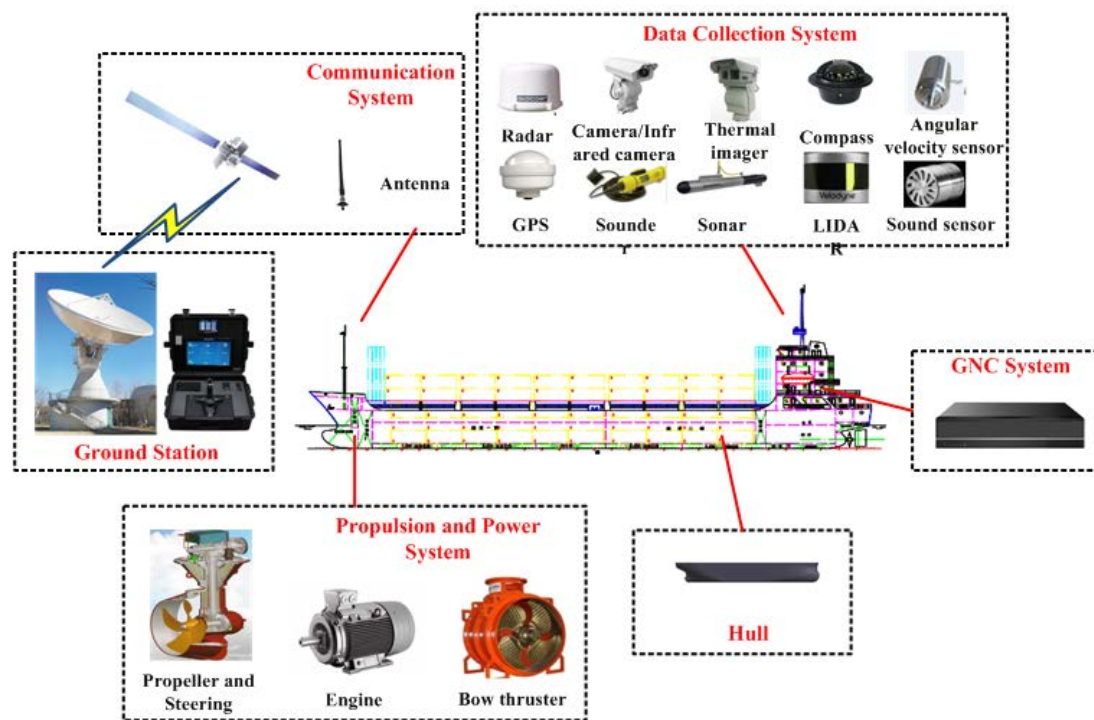 Data Collection System
Communication
System
Radar
Camera/Infr
ared camera
Thermal
imager
Compass
Angular
velocity sensor
Antenna
GPS
Sounde
r
Sonar
Velodyne
LIDA
R
Sound sensor
GNC System
Ground Station
Propulsion and Power
System
Hull
Propeller and
Steering
Engine
Bow thruster